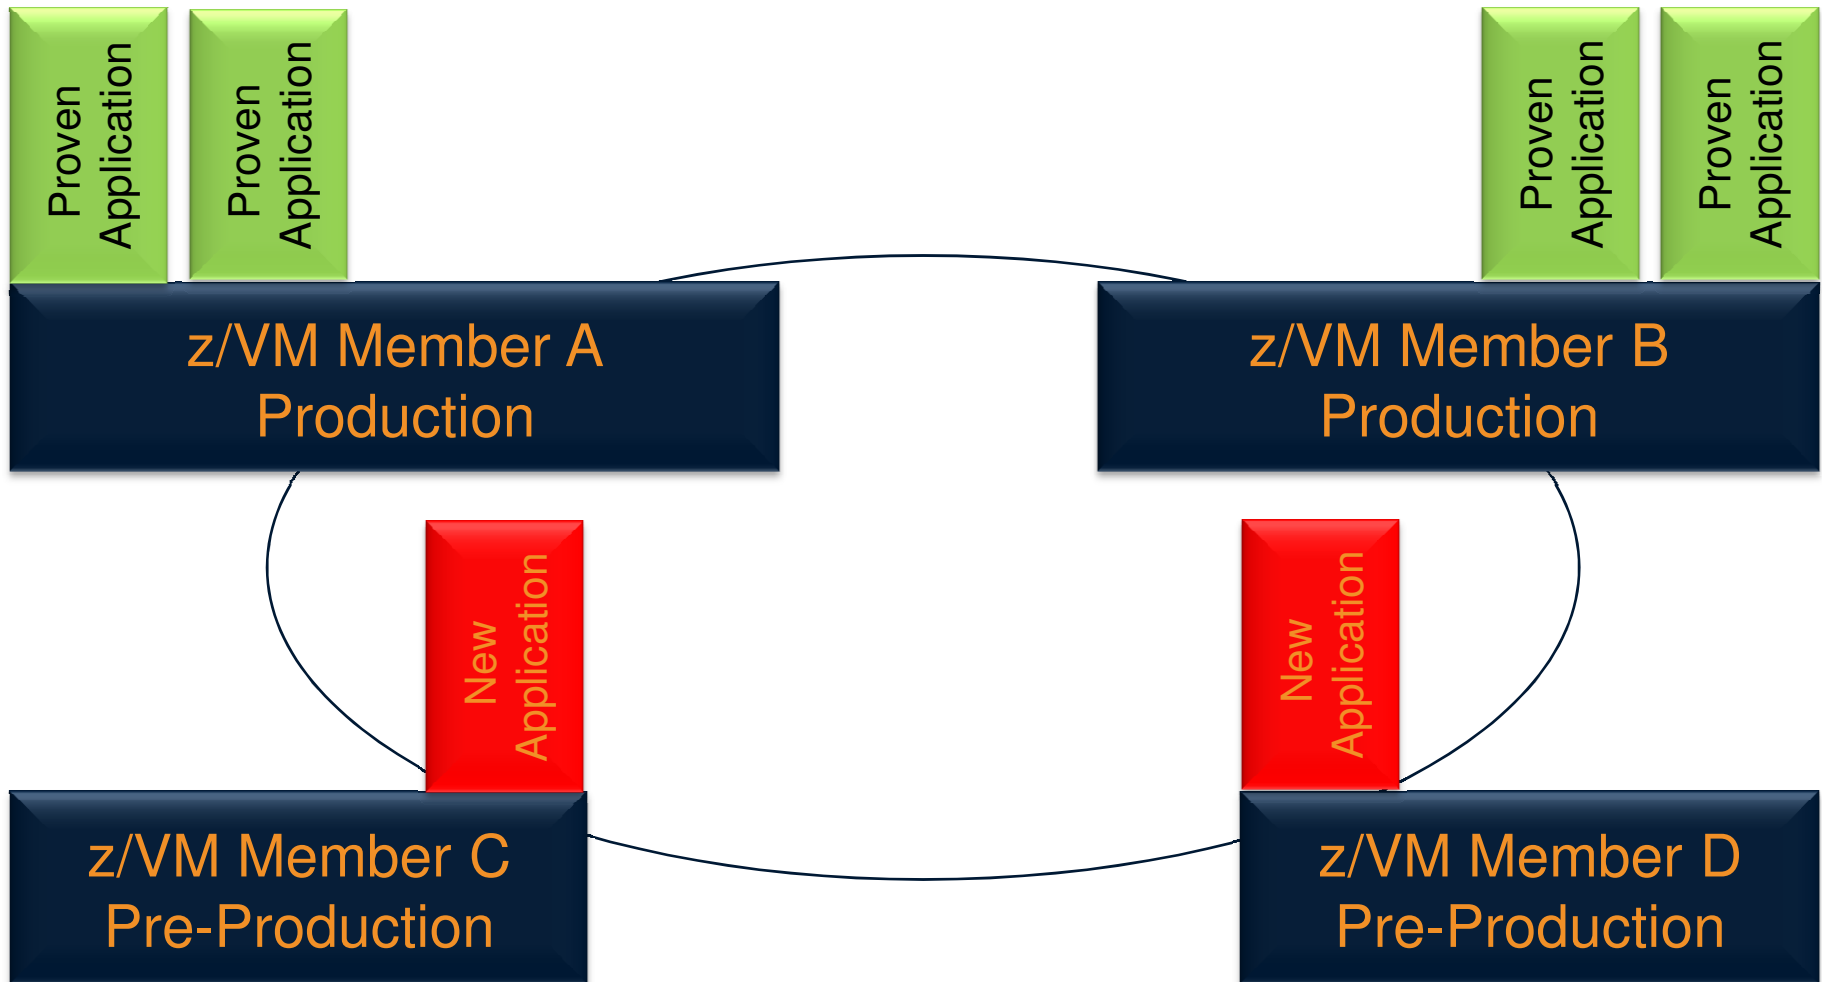 Proven
Application
Proven
Application
Proven
Application
Proven
Application
z/VM Member A
Production
z/VM Member B
Production
New
Application
New
Application
z/VM Member C
Pre-Production
z/VM Member D
Pre-Production